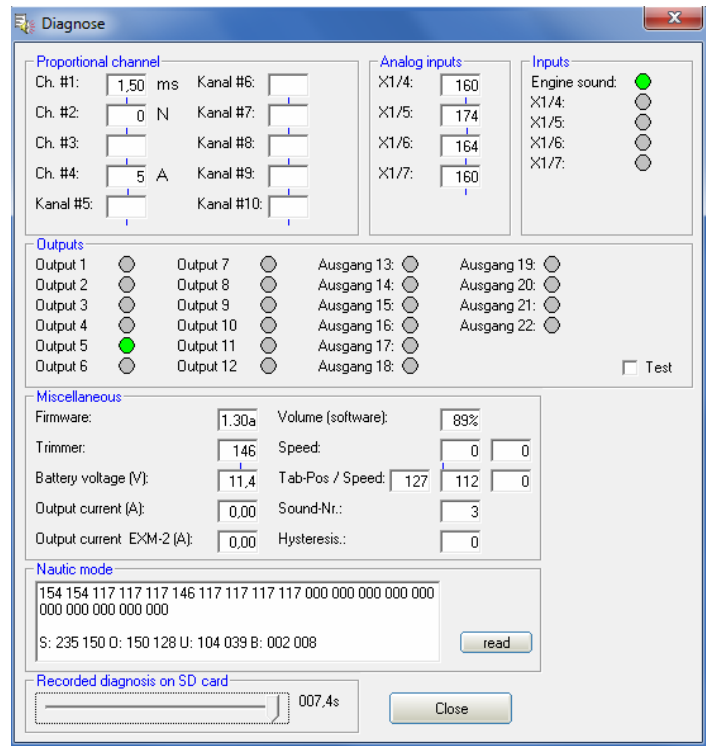 Diagnose
Proportional channel
Ch. #1: 1,50 ms Kanal #6:
Ch. #2: 0 N Kanal #7:
Ch. #3: Kanal #8:
Ch. #4: 5 A Kanal #9:
Kanal #5: Kanal #10:
Analog inputs
X1/4: 160
X1/5: 174
X1/6: 164
X1/7: 160
Inputs
Engine sound:
X1/4:
X1/5:
X1/6:
X1/7:
Outputs
Output 1 Output 7 Ausgang 13: Ausgang 19:
Output 2 Output 8 Ausgang 14: Ausgang 20:
Output 3 Output 9 Ausgang 15: Ausgang 21:
Output 4 Output 10 Ausgang 16: Ausgang 22:
Output 5 Output 11 Ausgang 17:
Output 6 Output 12 Ausgang 18: Test
Miscellaneous
Firmware: 1.30a Volume (software): 89%
Trimmer: 146 Speed: 0 0
Battery voltage (V): 11,4 Tab-Pos / Speed: 127 112 0
Output current (A): 0,00 Sound-Nr.: 3
Output current EXM-2 (A): 0,00 Hysteresis.: 0
Nautic mode
154 154 117 117 117 146 117 117 117 117 000 000 000 000 000
000 000 000 000 000
S: 235 150 O: 150 128 U: 104 039 B: 002 008
read
Recorded diagnosis on SD card
007,4s
Close